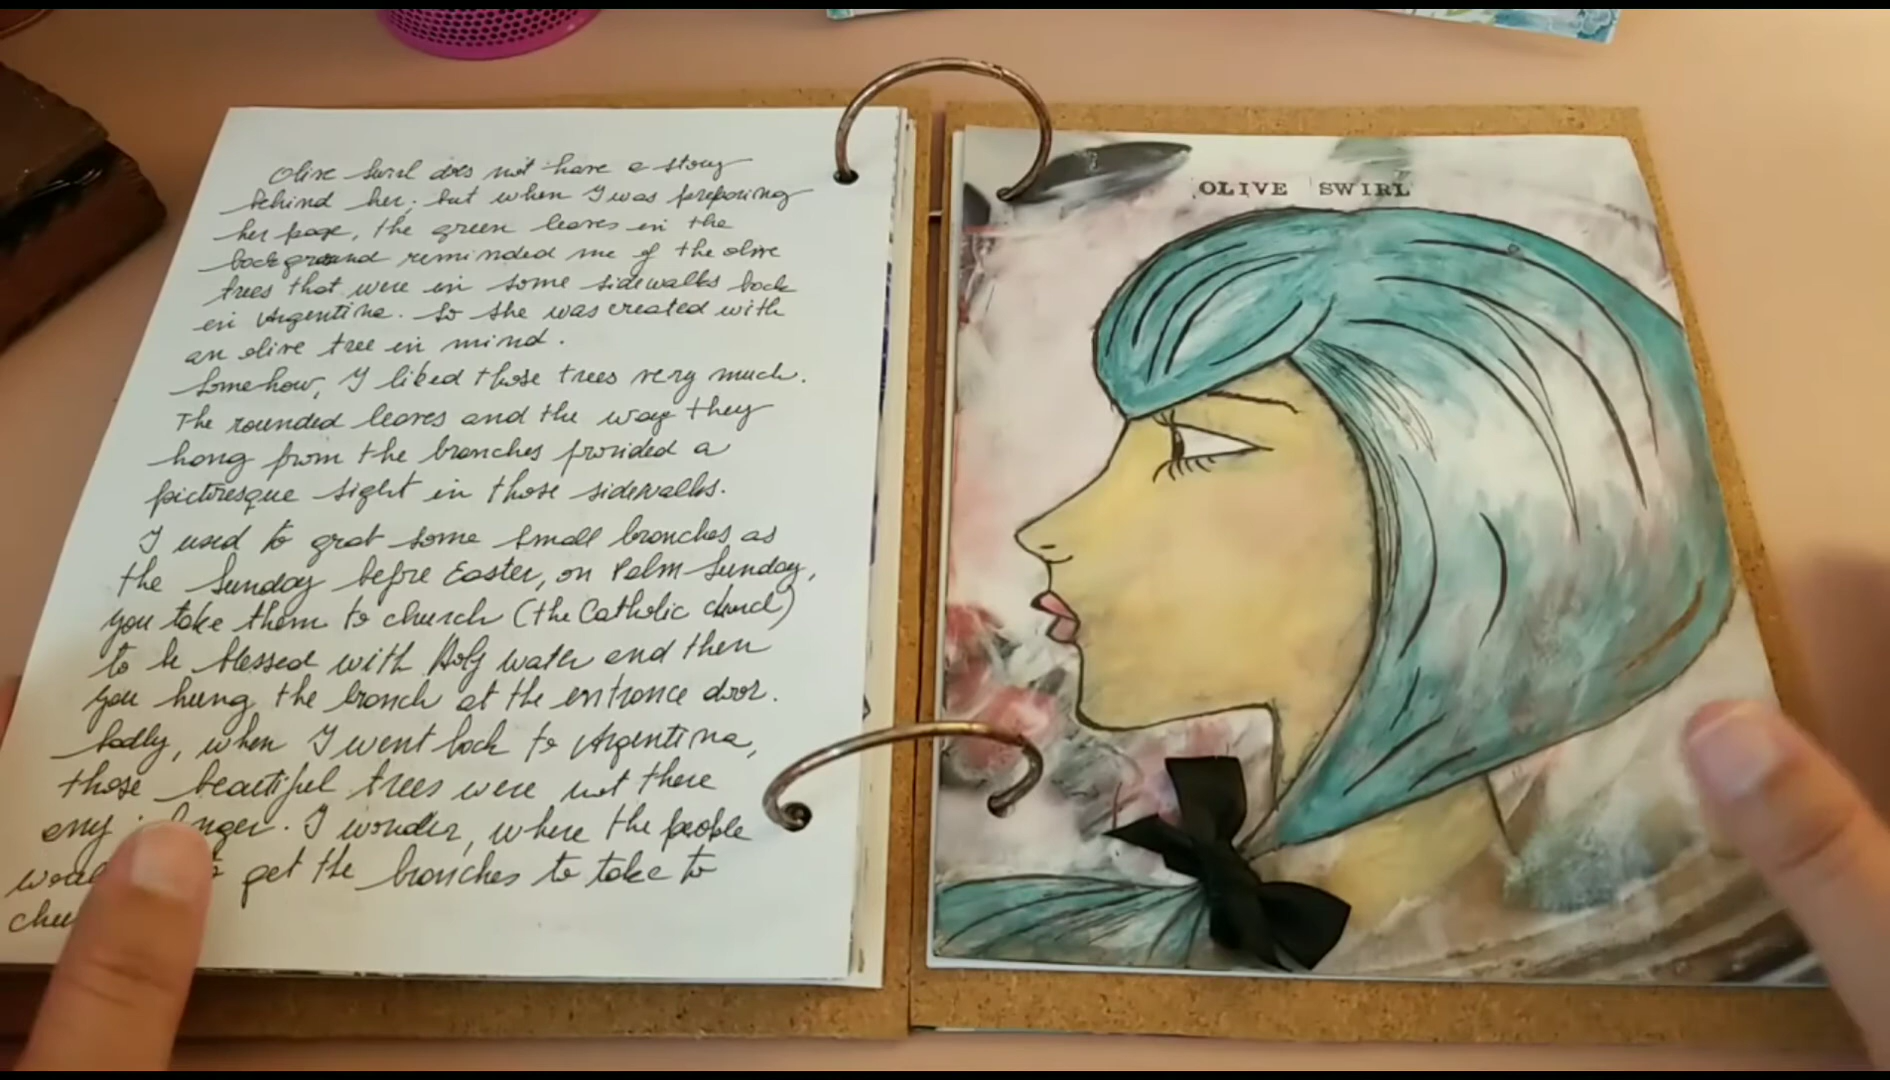 Olive Swirl does not have a story
behind her; but when I was preparing
her page, the green leaves in the
background reminded me of the olive
trees that were in some sidewalks back
in Argentina. So she was created with
an olive tree in mind.
Somehow, I liked those trees very much.
The rounded leaves and the way they
hang from the branches provided a
picturesque sight in those sidewalks.
I used to grab some small branches as
the Sunday before Easter, on Palm Sunday,
you take them to church (the Catholic church)
to be blessed with Holy water and then
you hung the branch at the entrance door.
Sadly, when I went back to Argentina,
those beautiful trees were not there
any longer. I wonder, where the people
get the branches to take to
OLIVE SWIRL